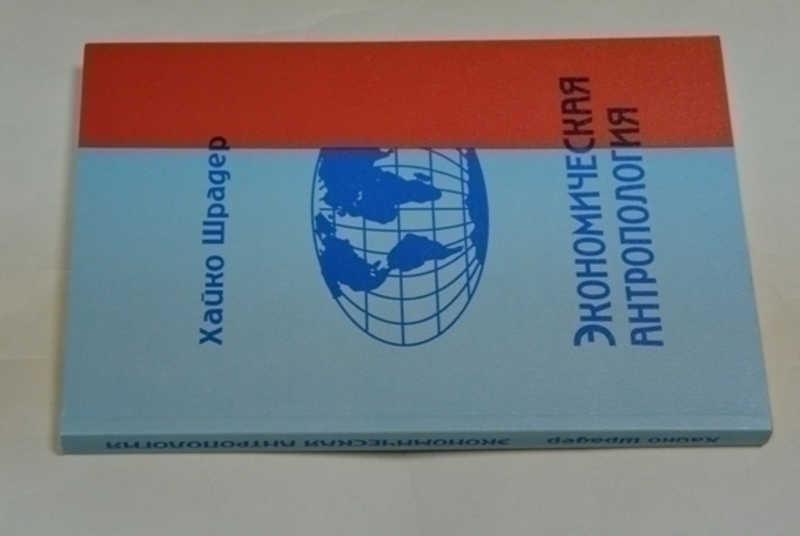 Хайко Шрадер
ЭКОНОМИЧЕСКАЯ
АНТРОПОЛОГИЯ
Хайко Шрадер ЭКОНОМИЧЕСКАЯ АНТРОПОЛОГИЯ